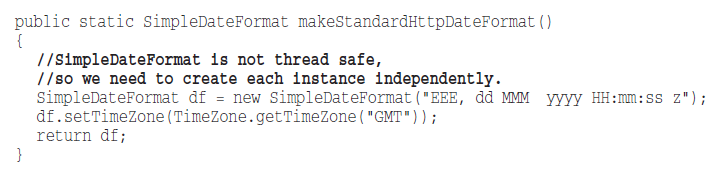 public static SimpleDateFormat makeStandardHttpDateFormat()
{
//SimpleDateFormat is not thread safe,
//so we need to create each instance independently.
SimpleDateFormat df = new SimpleDateFormat("EEE, dd MMM  yyyy HH:mm:ss z");
df.setTimeZone(TimeZone.getTimeZone("GMT"));
return df;
}